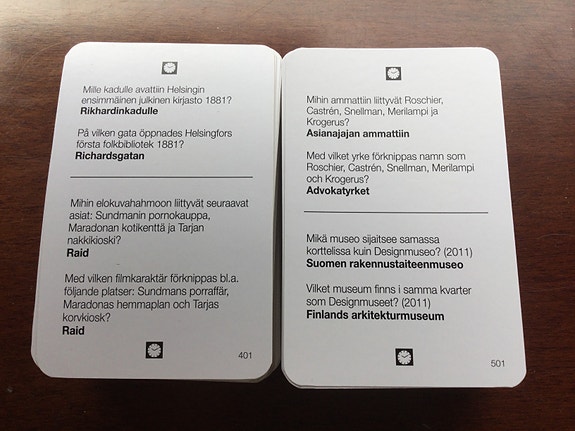 Mille kadulle avattiin Helsingin
ensimmäinen julkinen kirjasto 1881?
Rikhardinkadulle
På vilken gata öppnades Helsingfors
första folkbibliotek 1881?
Richardsgatan
Mihin elokuvahahmoon liittyvät seuraavat
asiat: Sundmanin pornokauppa,
Maradonan kotikenttä ja Tarjan
nakkikioski?
Raid
Med vilken filmkaraktär förknippas bl.a.
följande platser: Sundmans porraffär,
Maradonas hemmaplan och Tarjas
korvkiosk?
Raid
401
Mihin ammattiin liittyvät Roschier,
Castrén, Snellman, Merilampi ja
Krogerus?
Asianajajan ammattiin
Med vilket yrke förknippas namn som
Roschier, Castrén, Snellman, Merilampi
och Krogerus?
Advokatyrket
Mikä museo sijaitsee samassa
korttelissa kuin Designmuseo? (2011)
Suomen rakennustaiteenmuseo
Vilket museum finns i samma kvarter
som Designmuseet? (2011)
Finlands arkitekturmuseum
501